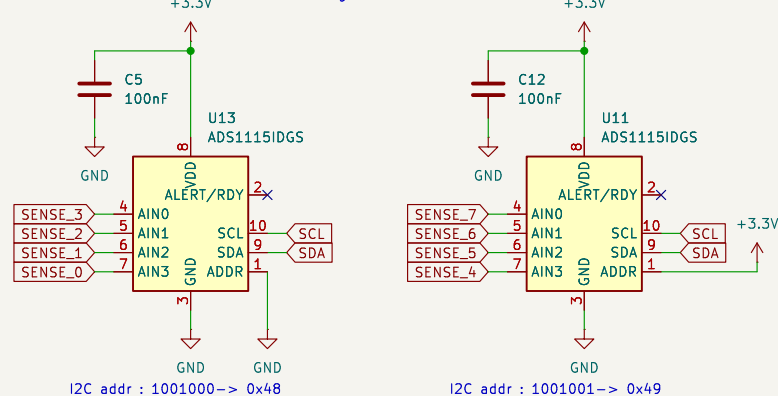 +3.3V
C5
100nF
GND
U13
ADS1115IDGS
8
VDD
ALERT/RDY
2
SENSE_3
4
AIN0
SENSE_2
5
AIN1
SCL
10
SCL
SENSE_1
6
AIN2
SDA
9
SDA
SENSE_0
7
AIN3
GND
ADDR
1
3
GND
GND
I2C addr : 1001000-> 0x48
+3.3V
C12
100nF
GND
U11
ADS1115IDGS
8
VDD
ALERT/RDY
2
SENSE_7
4
AIN0
SENSE_6
5
AIN1
SCL
10
SCL
SENSE_5
6
AIN2
SDA
9
SDA
SENSE_4
7
AIN3
GND
ADDR
1
+3.3V
3
GND
I2C addr : 1001001-> 0x49